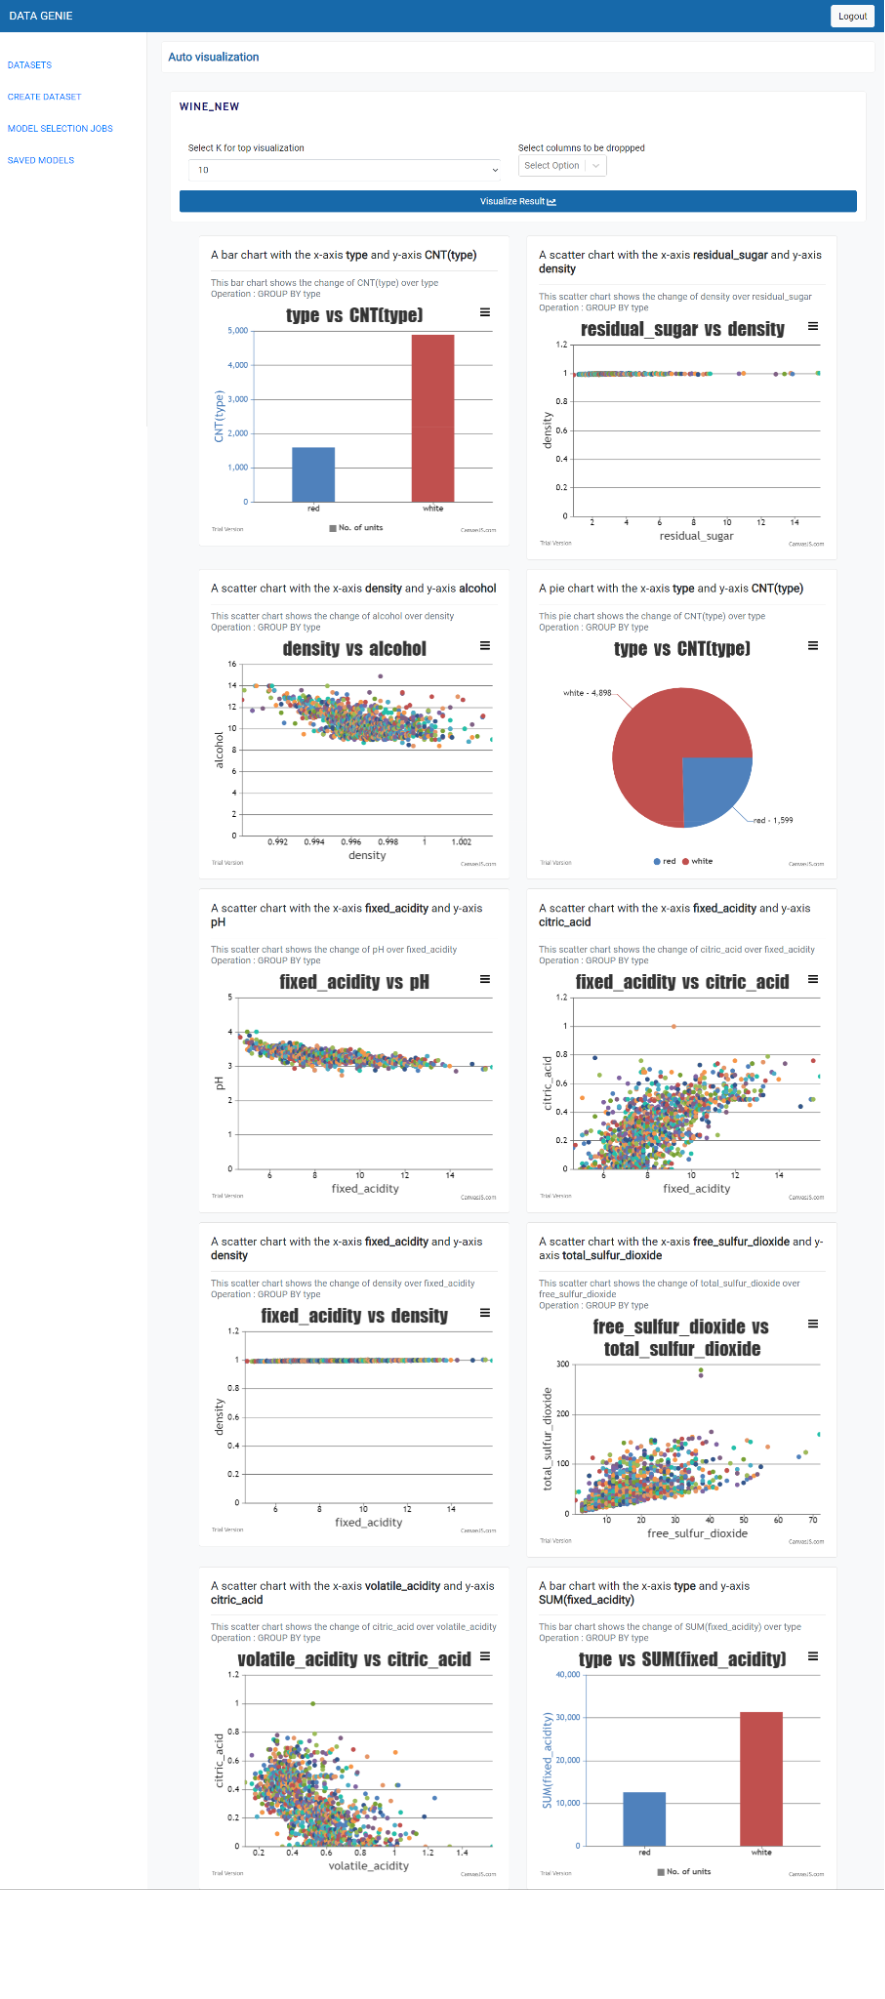 DATA GENIE
Logout
DATASETS
CREATE DATASET
MODEL SELECTION JOBS
SAVED MODELS
Auto visualization
WINE_NEW
Select K for top visualization
10
Select columns to be droppped
Select Option
Visualize Result
A bar chart with the x-axis type and y-axis CNT(type)
This bar chart shows the change of CNT(type) over type
Operation : GROUP BY type
type vs CNT(type)
CNT(type)
5,000
4,000
3,000
2,000
1,000
0
red
white
No. of units
Trial Version
CanvasJS.com
A scatter chart with the x-axis residual_sugar and y-axis
density
This scatter chart shows the change of density over residual_sugar
Operation : GROUP BY type
residual_sugar vs density
density
1.2
1
0.8
0.6
0.4
0.2
0
2 4 6 8 10 12 14
residual_sugar
Trial Version
CanvasJS.com
A scatter chart with the x-axis density and y-axis alcohol
This scatter chart shows the change of alcohol over density
Operation : GROUP BY type
density vs alcohol
alcohol
16
14
12
10
8
6
4
2
0
0.992 0.994 0.996 0.998 1 1.002
density
Trial Version
CanvasJS.com
A pie chart with the x-axis type and y-axis CNT(type)
This pie chart shows the change of CNT(type) over type
Operation : GROUP BY type
type vs CNT(type)
white - 4,898
red - 1,599
red white
Trial Version
CanvasJS.com
A scatter chart with the x-axis fixed_acidity and y-axis
pH
This scatter chart shows the change of pH over fixed_acidity
Operation : GROUP BY type
fixed_acidity vs pH
pH
5
4
3
2
1
0
6 8 10 12 14
fixed_acidity
Trial Version
CanvasJS.com
A scatter chart with the x-axis fixed_acidity and y-axis
citric_acid
This scatter chart shows the change of citric_acid over fixed_acidity
Operation : GROUP BY type
fixed_acidity vs citric_acid
citric_acid
1.2
1
0.8
0.6
0.4
0.2
0
6 8 10 12 14
fixed_acidity
Trial Version
CanvasJS.com
A scatter chart with the x-axis fixed_acidity and y-axis
density
This scatter chart shows the change of density over fixed_acidity
Operation : GROUP BY type
fixed_acidity vs density
density
1.2
1
0.8
0.6
0.4
0.2
0
6 8 10 12 14
fixed_acidity
Trial Version
CanvasJS.com
A scatter chart with the x-axis free_sulfur_dioxide and y-
axis total_sulfur_dioxide
This scatter chart shows the change of total_sulfur_dioxide over
free_sulfur_dioxide
Operation : GROUP BY type
free_sulfur_dioxide vs
total_sulfur_dioxide
total_sulfur_dioxide
300
200
100
0
10 20 30 40 50 60 70
free_sulfur_dioxide
Trial Version
CanvasJS.com
A scatter chart with the x-axis volatile_acidity and y-axis
citric_acid
This scatter chart shows the change of citric_acid over volatile_acidity
Operation : GROUP BY type
volatile_acidity vs citric_acid
citric_acid
1.2
1
0.8
0.6
0.4
0.2
0
0.2 0.4 0.6 0.8 1 1.2 1.4
volatile_acidity
Trial Version
CanvasJS.com
A bar chart with the x-axis type and y-axis
SUM(fixed_acidity)
This bar chart shows the change of SUM(fixed_acidity) over type
Operation : GROUP BY type
type vs SUM(fixed_acidity)
SUM(fixed_acidity)
40,000
30,000
20,000
10,000
0
red
white
No. of units
Trial Version
CanvasJS.com